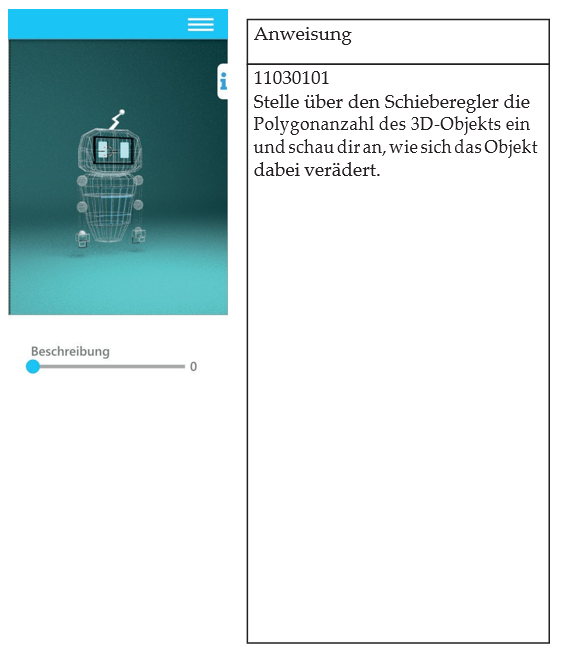 i
Beschreibung
0
Anweisung
11030101
Stelle über den Schieberegler die
Polygonanzahl des 3D-Objekts ein
und schau dir an, wie sich das Objekt
dabei verädert.